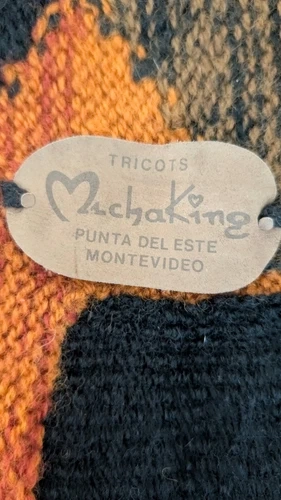 TRICOTS
MichaKing
PUNTA DEL ESTE
MONTEVIDEO